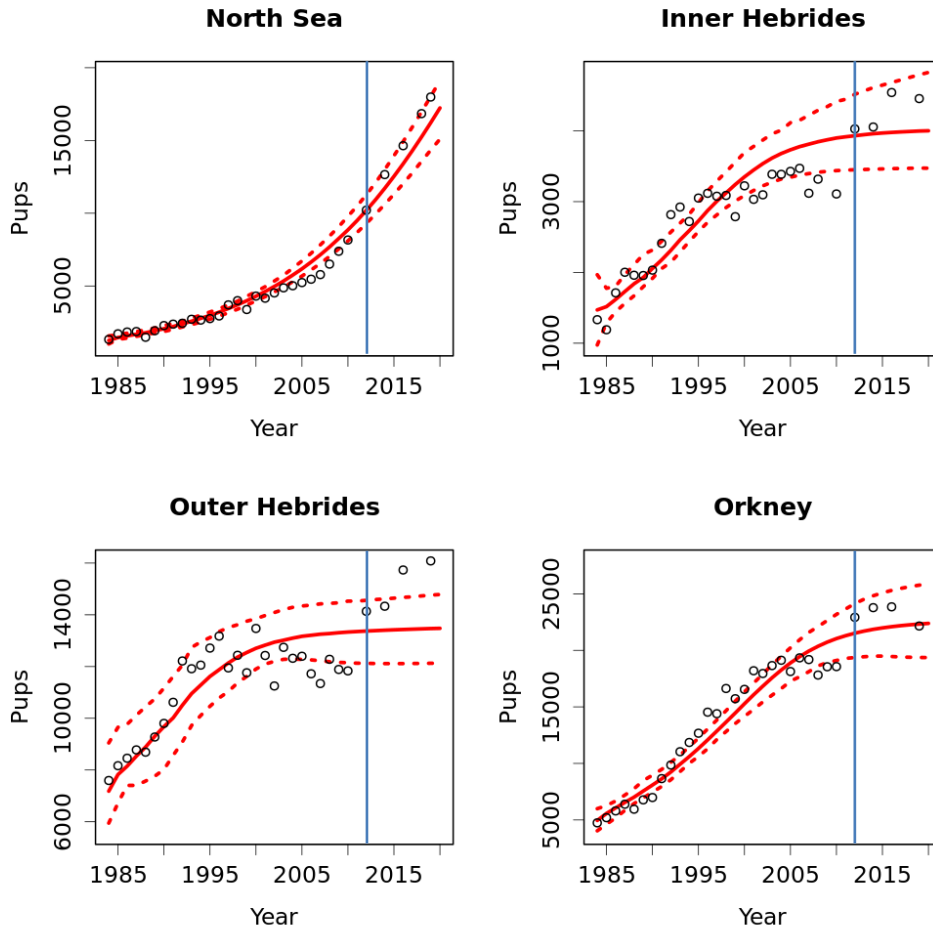 North Sea
Inner Hebrides
Pups
5000
15000
1985
1995
2005
2015
Year
Pups
1000
3000
1985
1995
2005
2015
Year
Outer Hebrides
Orkney
Pups
6000
10000
14000
1985
1995
2005
2015
Year
Pups
5000
15000
25000
1985
1995
2005
2015
Year